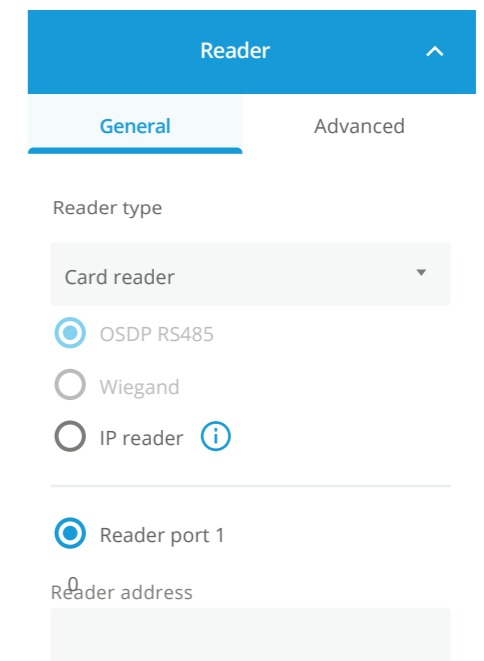 Reader
General Advanced
Reader type
Card reader
OSDP RS485
Wiegand
IP reader
Reader port 1
0
Reader address